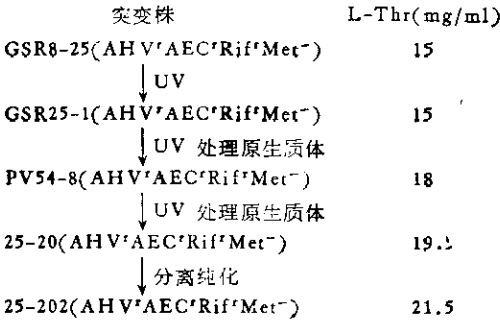 突变株 L-Thr(mg/ml)
GSR8-25(AHVʳAECʳRifʳMet⁻) 15
UV
GSR25-1(AHVʳAECʳRifʳMet⁻) 15
UV 处理原生质体
PV54-8(AHVʳAECʳRifʳMet⁻) 18
UV 处理原生质体
25-20(AHVʳAECʳRifʳMet⁻)
分离纯化
25-202(AHVʳAECʳRifʳMet⁻) 21.5